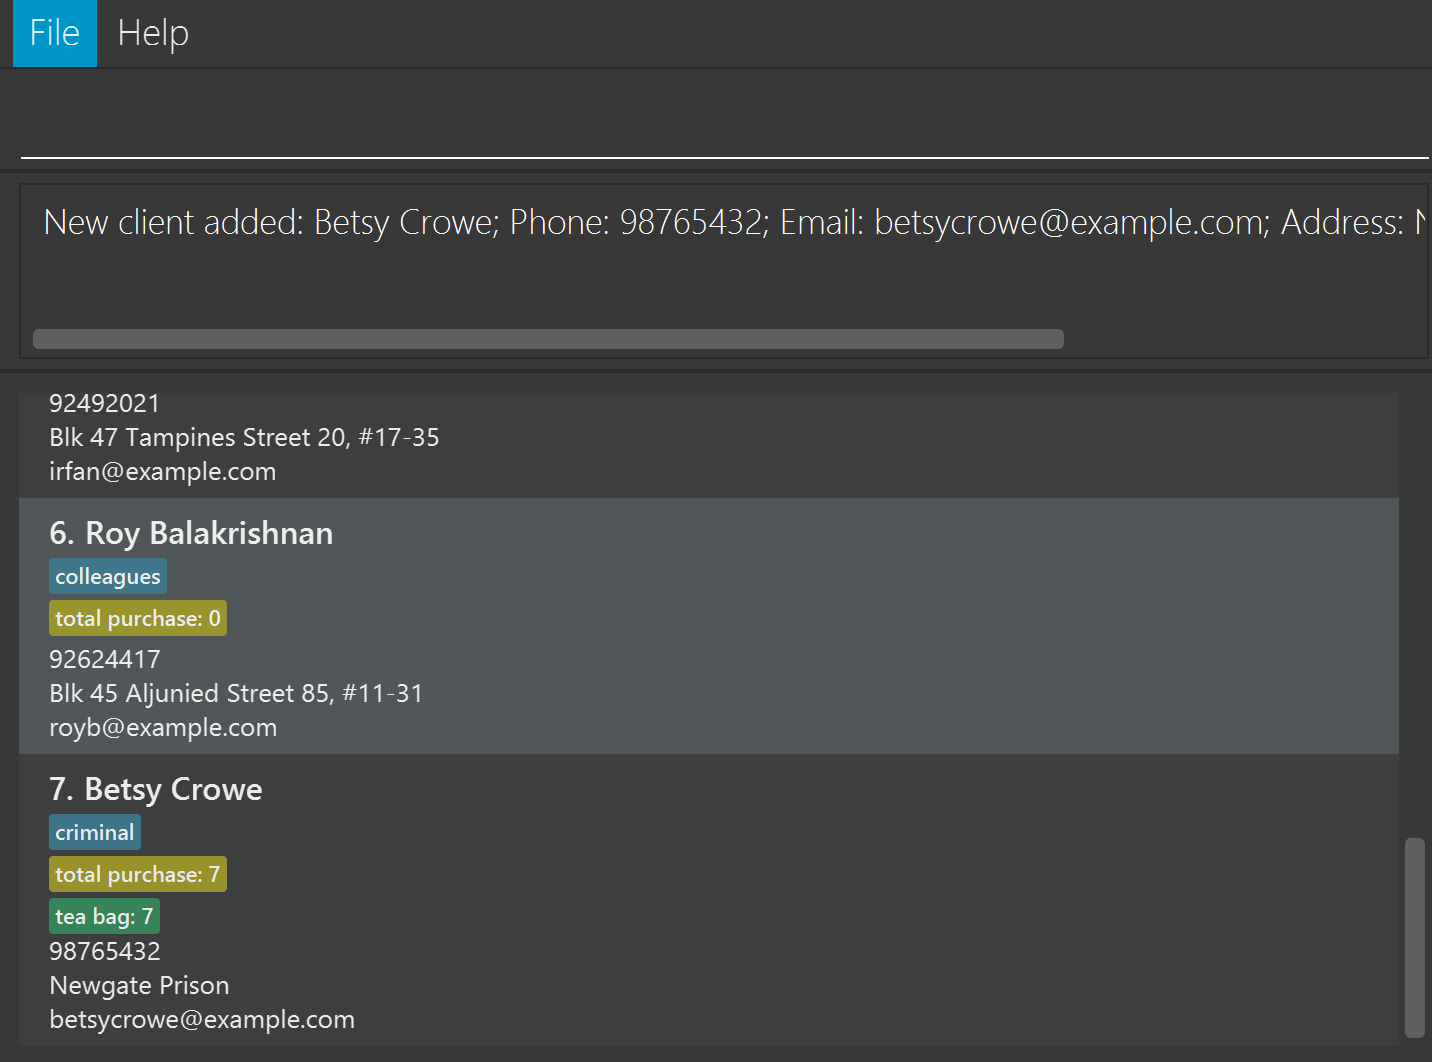 File Help
New client added: Betsy Crowe; Phone: 98765432; Email: betsycrowe@example.com; Address:
92492021
Blk 47 Tampines Street 20, #17-35
irfan@example.com
6. Roy Balakrishnan
colleagues
total purchase: 0
92624417
Blk 45 Aljunied Street 85, #11-31
royb@example.com
7. Betsy Crowe
criminal
total purchase: 7
tea bag: 7
98765432
Newgate Prison
betsycrowe@example.com